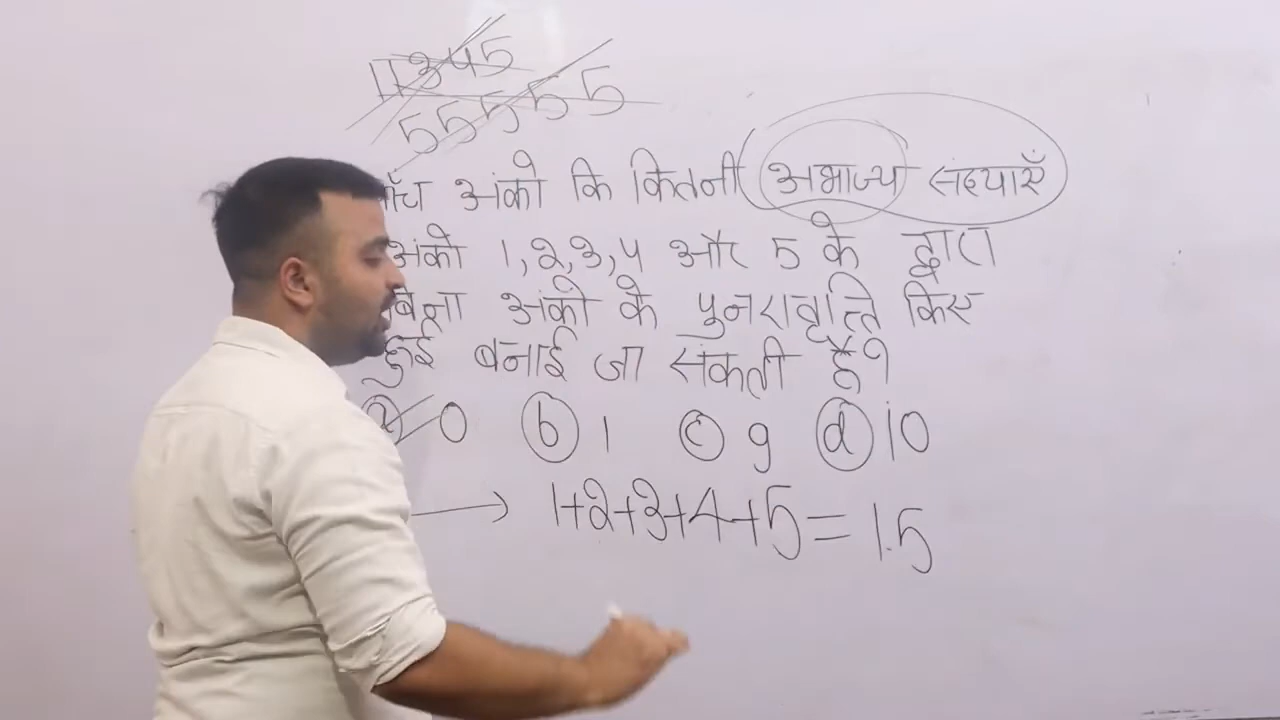 11345
55555
पाँच अंको कि कितनी अभाज्य संख्याएँ
अंको 1,2,3,4 और 5 के द्वारा
बिना अंको के पुनरावृत्ति किए
हुई बनाई जा सकती है?
ⓐ 0 ⓑ 1 ⓒ 9 ⓓ 10
→ 1+2+3+4+5=15